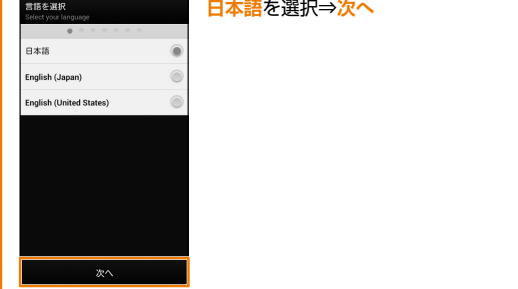 言語を選択
Select your language
日本語
English (Japan)
English (United States)
次へ
日本語を選択⇒次へ